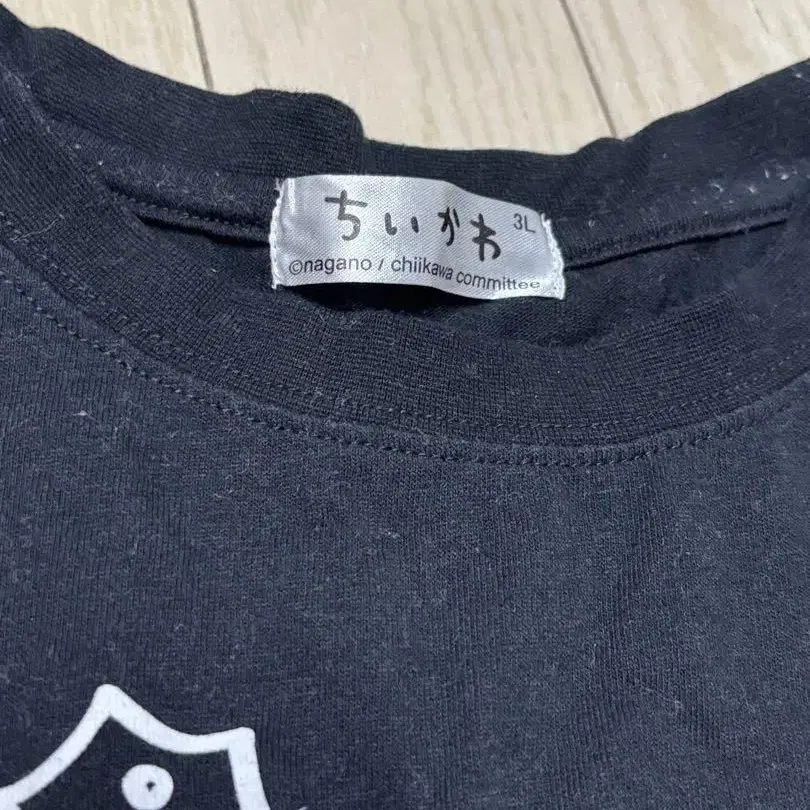 ちいかわ 3L
©nagano / chiikawa committee